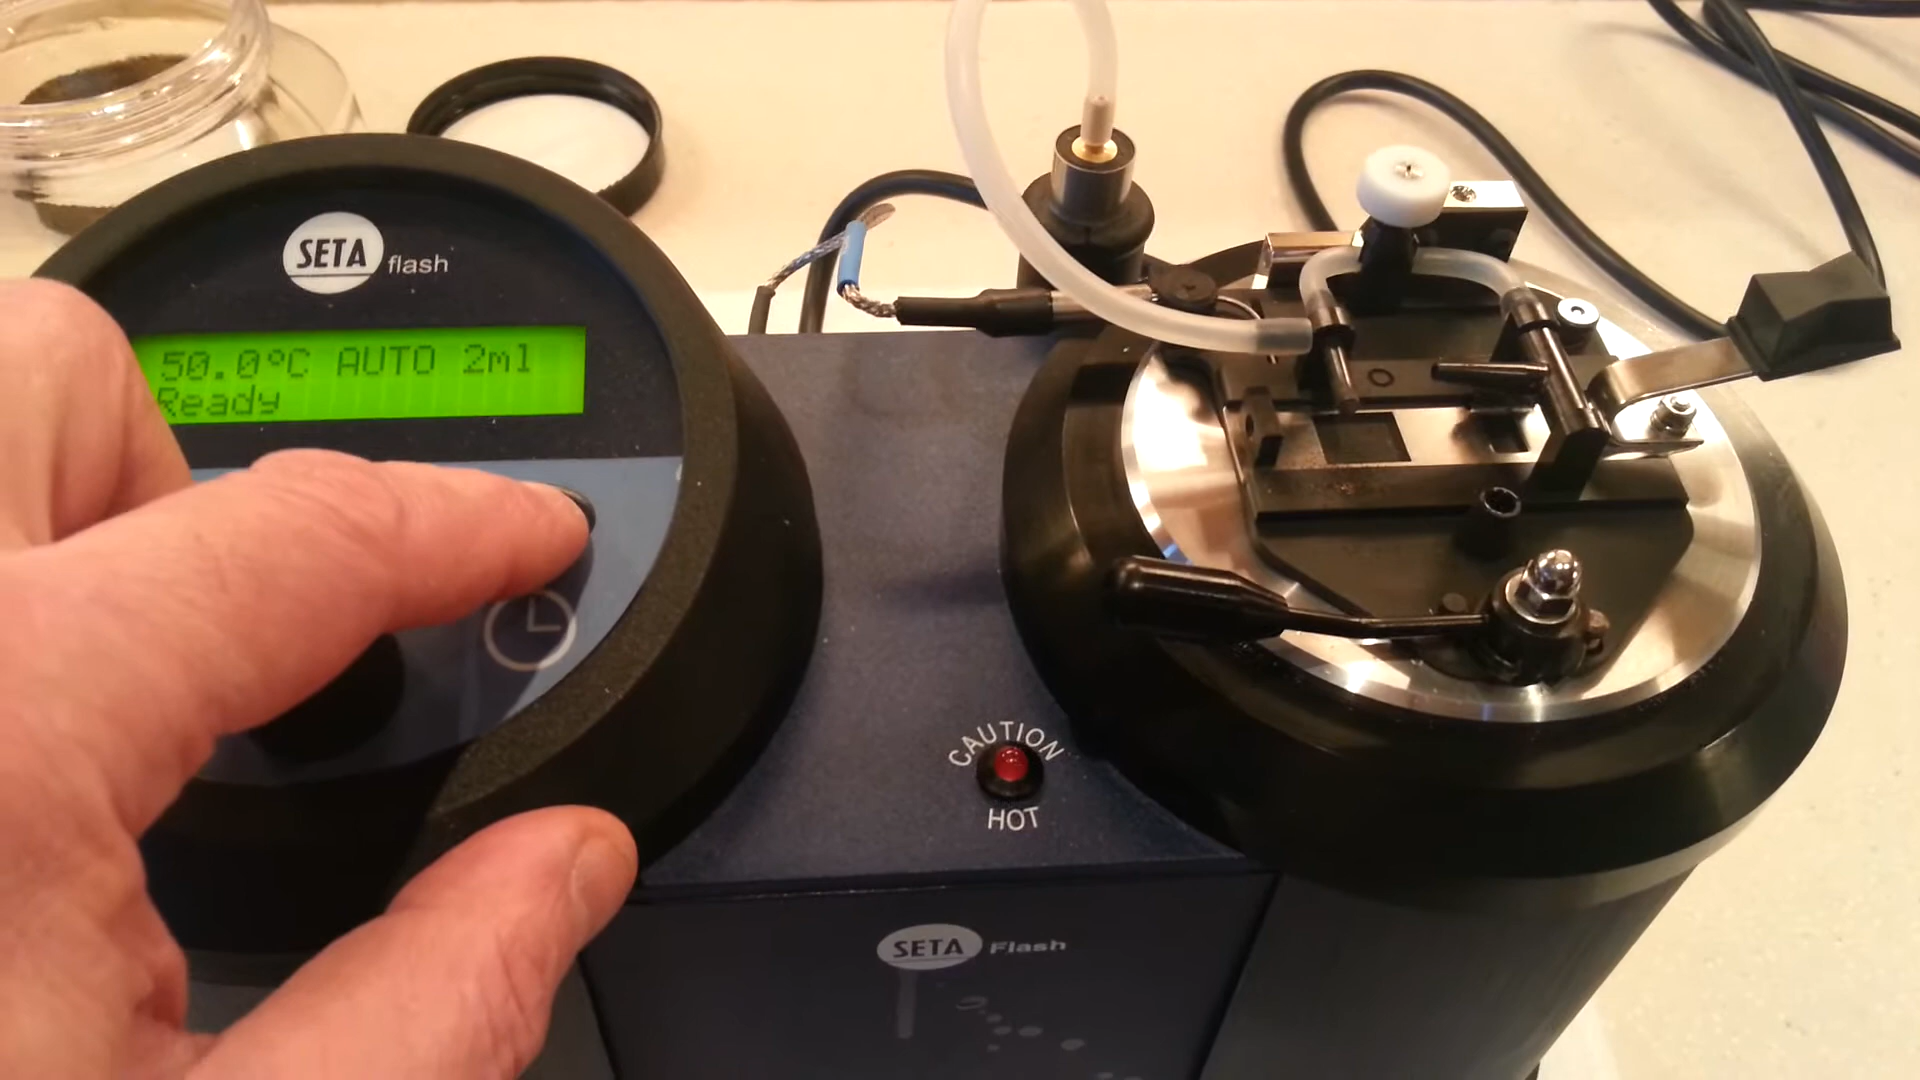 SETA flash
50.0°C AUTO 2ml
Ready
CAUTION
HOT
SETA Flash